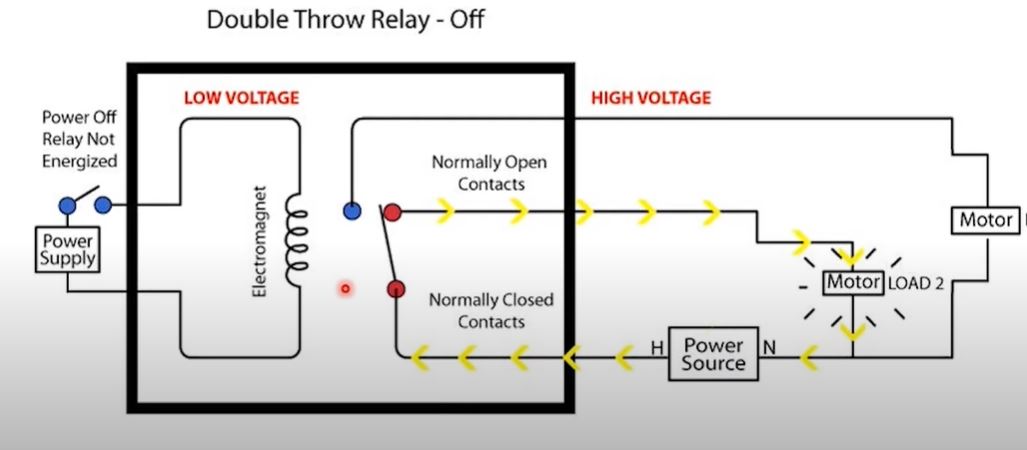 Double Throw Relay - Off
LOW VOLTAGE
HIGH VOLTAGE
Power Off
Relay Not
Energized
Normally Open
Contacts
Electromagnet
Motor
Power
Supply
Motor LOAD 2
Normally Closed
Contacts
H
Power
Source
N